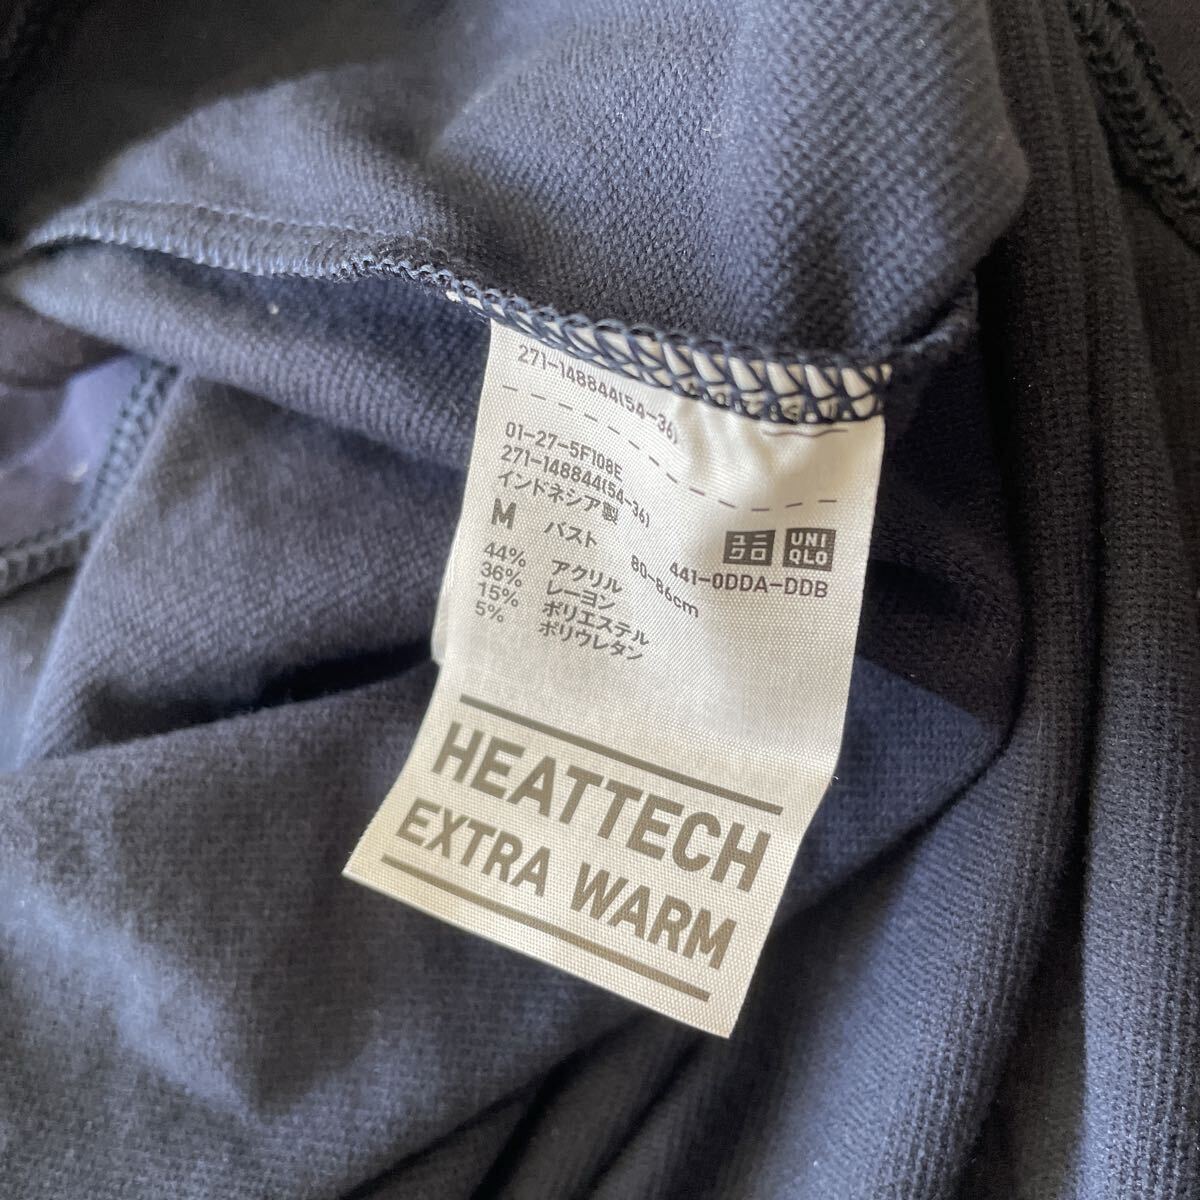 271-148844(54-36)
01-27-5F108E
271-148844(54-36)
インドネシア製
M バスト 80-86cm
44% アクリル
36% レーヨン
15% ポリエステル
5% ポリウレタン
ユニクロ UNIQLO
441-0DDA-DDB
HEATTECH
EXTRA WARM